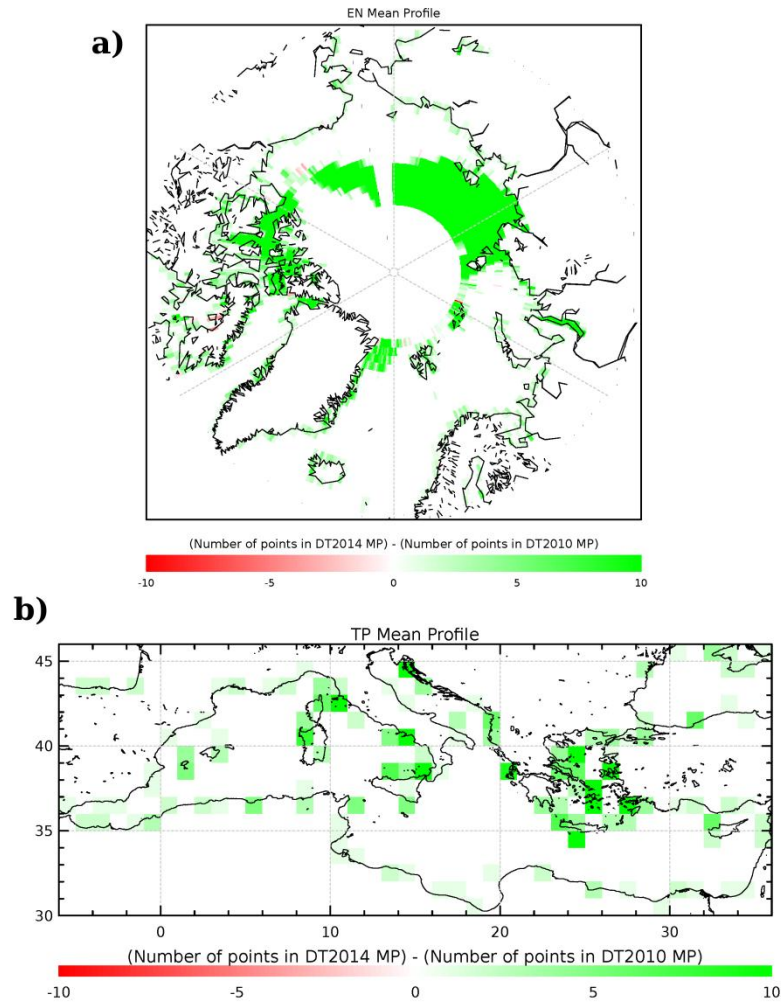 a)
EN Mean Profile
(Number of points in DT2014 MP) - (Number of points in DT2010 MP)
-10 -5 0 5 10
b)
TP Mean Profile
45
40
35
30
0 10 20 30
(Number of points in DT2014 MP) - (Number of points in DT2010 MP)
-10 -5 0 5 10